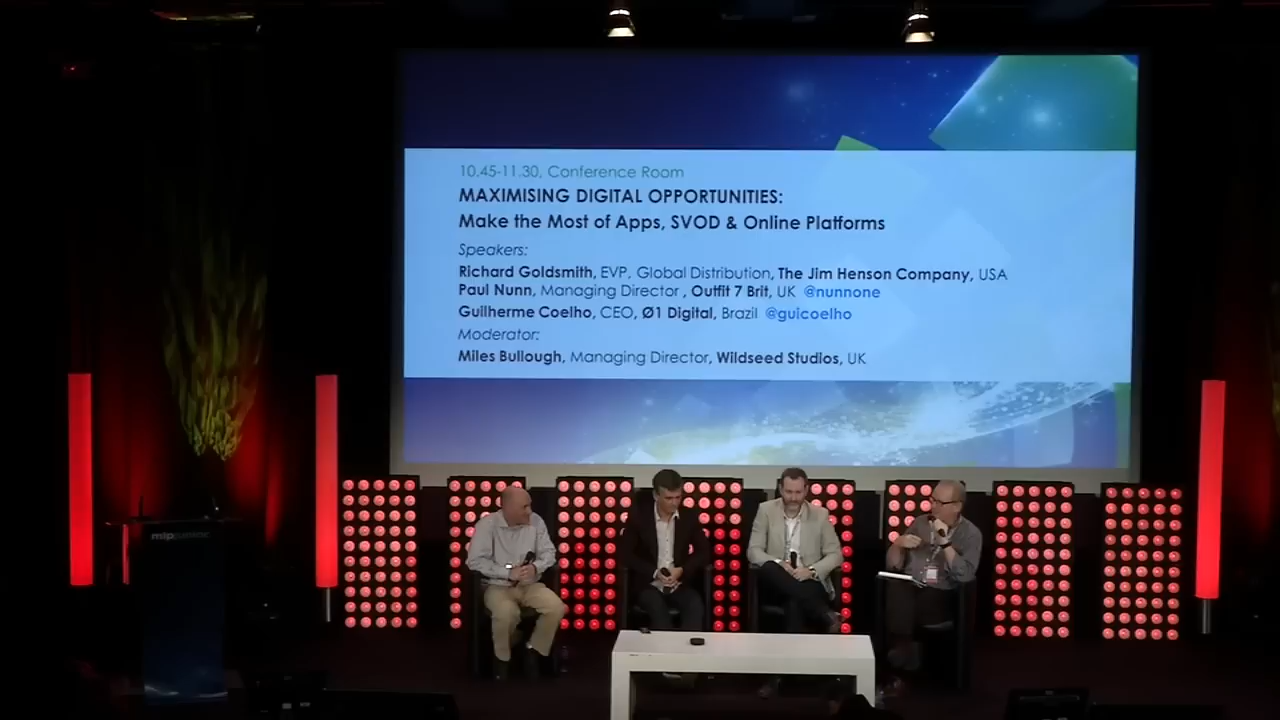 10.45-11.30, Conference Room
MAXIMISING DIGITAL OPPORTUNITIES:
Make the Most of Apps, SVOD & Online Platforms
Speakers:
Richard Goldsmith, EVP, Global Distribution, The Jim Henson Company, USA
Paul Nunn, Managing Director , Outfit 7 Brit, UK @nunnone
Guilherme Coelho, CEO, Ø1 Digital, Brazil @guicoelho
Moderator:
Miles Bullough, Managing Director, Wildseed Studios, UK
mipjunior